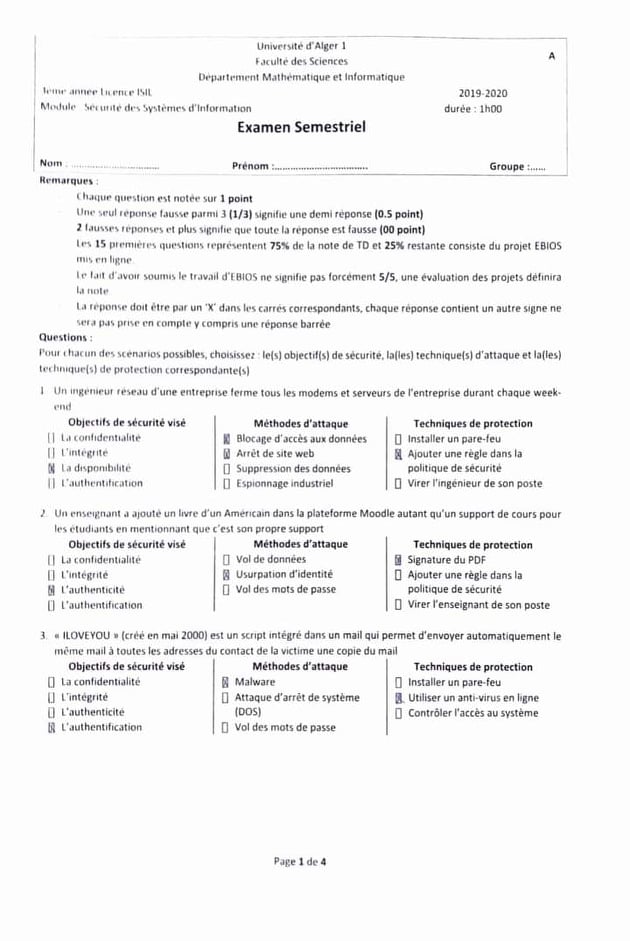 Université d'Alger 1
Faculté des Sciences
A
Département Mathématique et Informatique
3eme annee Licence ISIL
2019-2020
Module Sécurité des Systèmes d'Information
durée : 1h00
Examen Semestriel
Nom : ................................ Prénom :.................................. Groupe :......
Remarques :
Chaque question est notée sur 1 point
Une seul réponse fausse parmi 3 (1/3) signifie une demi réponse (0.5 point)
2 fausses réponses et plus signifie que toute la réponse est fausse (00 point)
Les 15 premières questions représentent 75% de la note de TD et 25% restante consiste du projet EBIOS
mis en ligne
Le fait d'avoir soumis le travail d'EBIOS ne signifie pas forcément 5/5, une évaluation des projets définira
la note
La réponse doit être par un 'X' dans les carrés correspondants, chaque réponse contient un autre signe ne
sera pas prise en compte y compris une réponse barrée
Questions :
Pour chacun des scénarios possibles, choisissez : le(s) objectif(s) de sécurité, la(les) technique(s) d'attaque et la(les)
technique(s) de protection correspondante(s)
1 Un ingénieur réseau d'une entreprise ferme tous les modems et serveurs de l'entreprise durant chaque week-
end
Objectifs de sécurité visé
[ ] La confidentialité
[ ] L'intégrité
[X] La disponibilité
[ ] L'authentification
Méthodes d'attaque
[X] Blocage d'accès aux données
[X] Arrêt de site web
[ ] Suppression des données
[ ] Espionnage industriel
Techniques de protection
[ ] Installer un pare-feu
[X] Ajouter une règle dans la
politique de sécurité
[ ] Virer l'ingénieur de son poste
2. Un enseignant a ajouté un livre d'un Américain dans la plateforme Moodle autant qu'un support de cours pour
les étudiants en mentionnant que c'est son propre support
Objectifs de sécurité visé
[ ] La confidentialité
[ ] L'intégrité
[X] L'authenticité
[ ] L'authentification
Méthodes d'attaque
[ ] Vol de données
[X] Usurpation d'identité
[ ] Vol des mots de passe
Techniques de protection
[X] Signature du PDF
[ ] Ajouter une règle dans la
politique de sécurité
[ ] Virer l'enseignant de son poste
3. « ILOVEYOU » (créé en mai 2000) est un script intégré dans un mail qui permet d'envoyer automatiquement le
même mail à toutes les adresses du contact de la victime une copie du mail
Objectifs de sécurité visé
[ ] La confidentialité
[ ] L'intégrité
[ ] L'authenticité
[X] L'authentification
Méthodes d'attaque
[X] Malware
[ ] Attaque d'arrêt de système
(DOS)
[ ] Vol des mots de passe
Techniques de protection
[ ] Installer un pare-feu
[X] Utiliser un anti-virus en ligne
[ ] Contrôler l'accès au système
Page 1 de 4